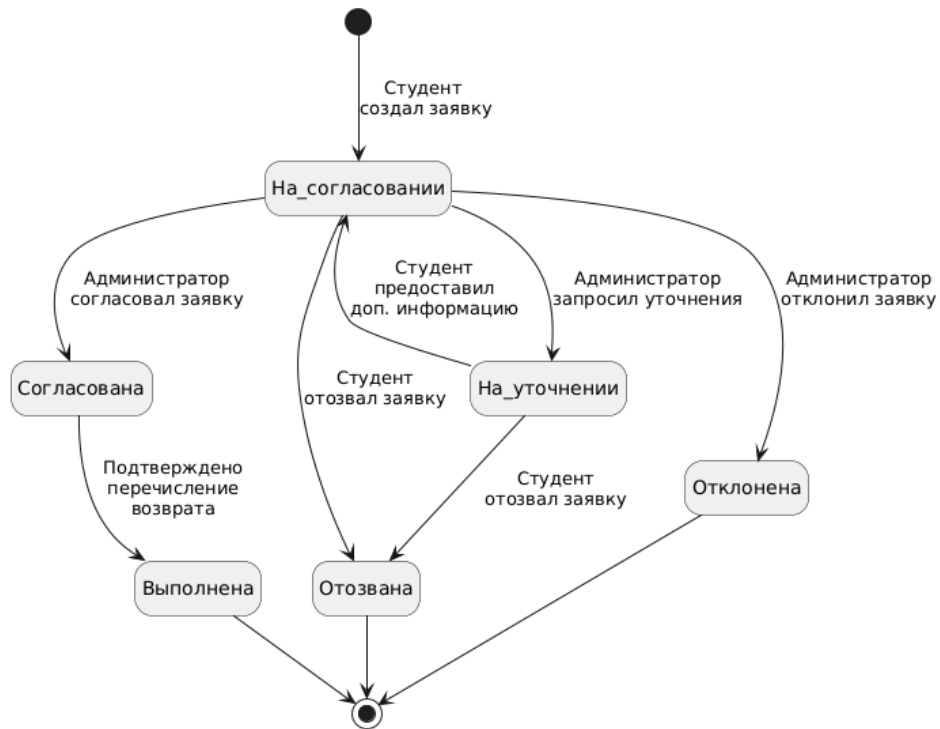 Студент
создал заявку
На_согласовании
Администратор
согласовал заявку
Студент
предоставил
доп. информацию
Администратор
запросил уточнения
Администратор
отклонил заявку
Согласована
Студент
отозвал заявку
На_уточнении
Подтверждено
перечисление
возврата
Студент
отозвал заявку
Отклонена
Выполнена
Отозвана